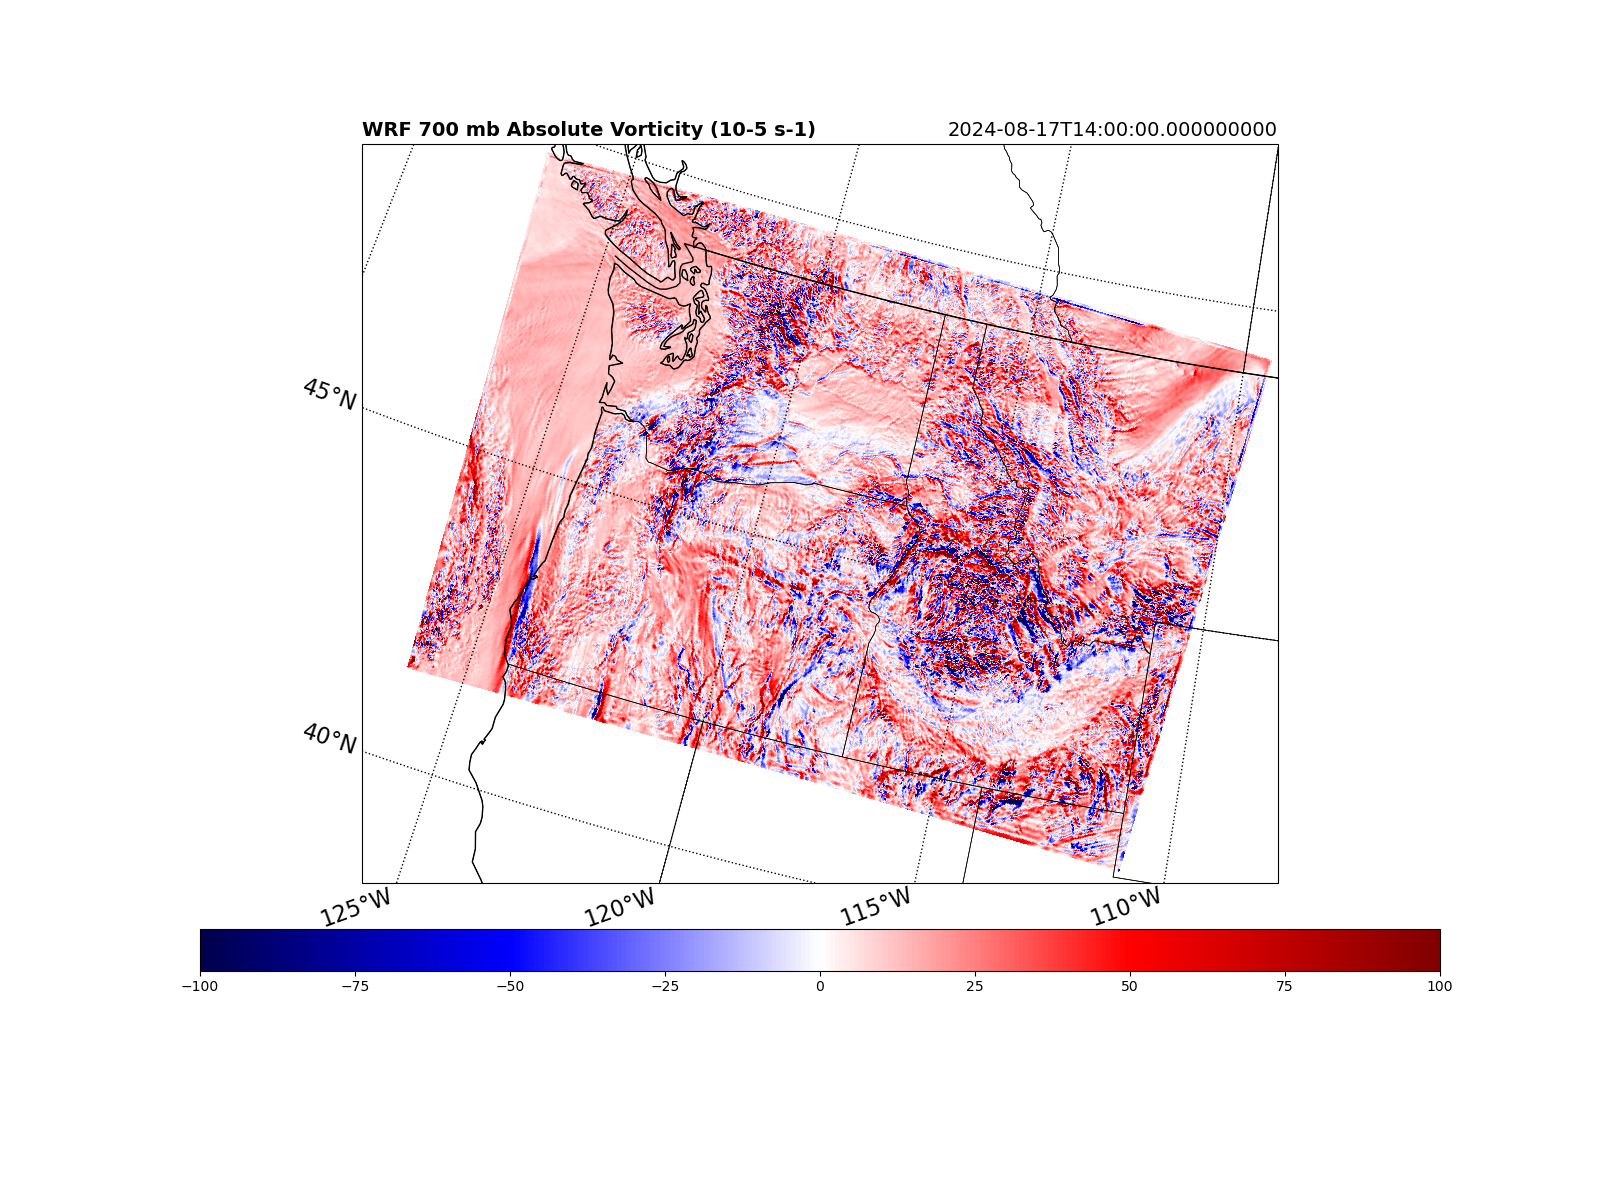 WRF 700 mb Absolute Vorticity (10-5 s-1) 2024-08-17T14:00:00.000000000
45°N
40°N
125°W 120°W 115°W 110°W
−100 −75 −50 −25 0 25 50 75 100